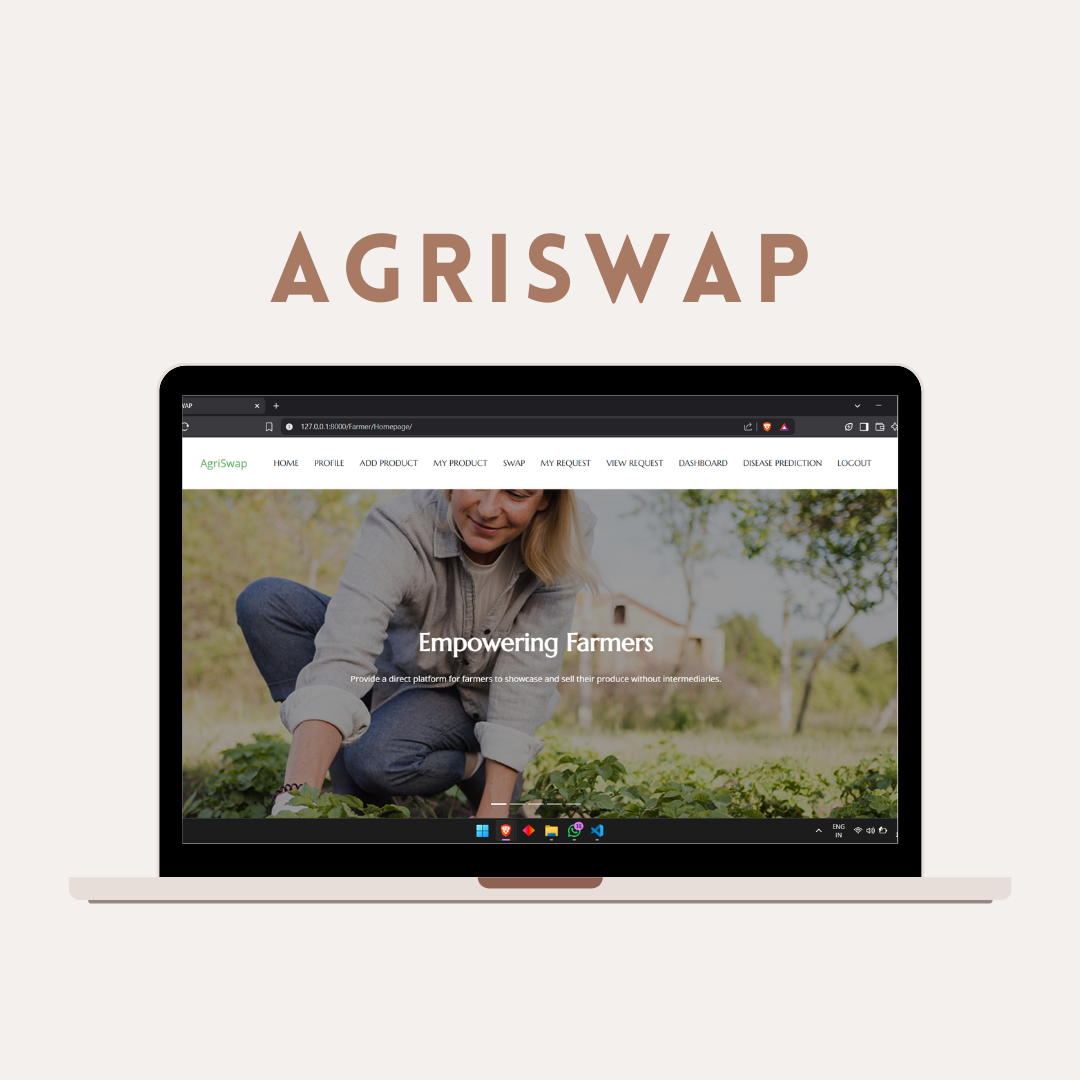 AGRISWAP
WAP
127.0.0.1:8000/Farmer/Homepage/
AgriSwap HOME PROFILE ADD PRODUCT MY PRODUCT SWAP MY REQUEST VIEW REQUEST DASHBOARD DISEASE PREDICTION LOGOUT
Empowering Farmers
Provide a direct platform for farmers to showcase and sell their produce without intermediaries.
ENG
IN